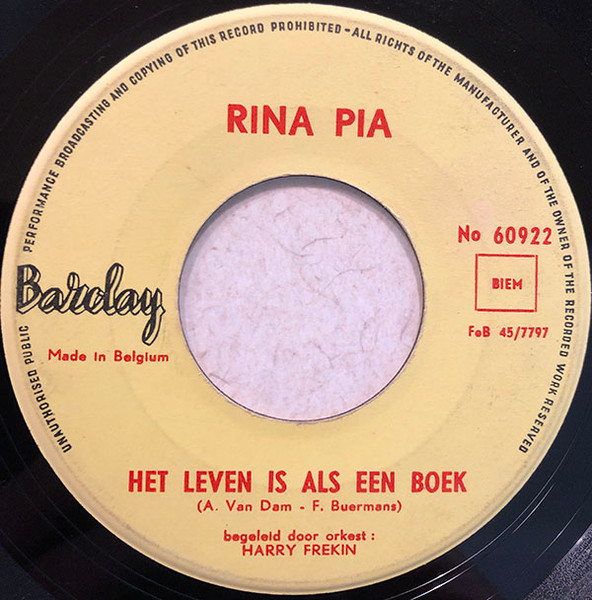 UNAUTHORISED PUBLIC PERFORMANCE BROADCASTING AND COPYING OF THIS RECORD PROHIBITED - ALL RIGHTS OF THE MANUFACTURER AND OF THE OWNER OF THE RECORDED WORK RESERVED
RINA PIA
No 60922
Barclay
BIEM
FeB 45/7797
Made in Belgium
HET LEVEN IS ALS EEN BOEK
(A. Van Dam - F. Buermans)
begeleid door orkest :
HARRY FREKIN